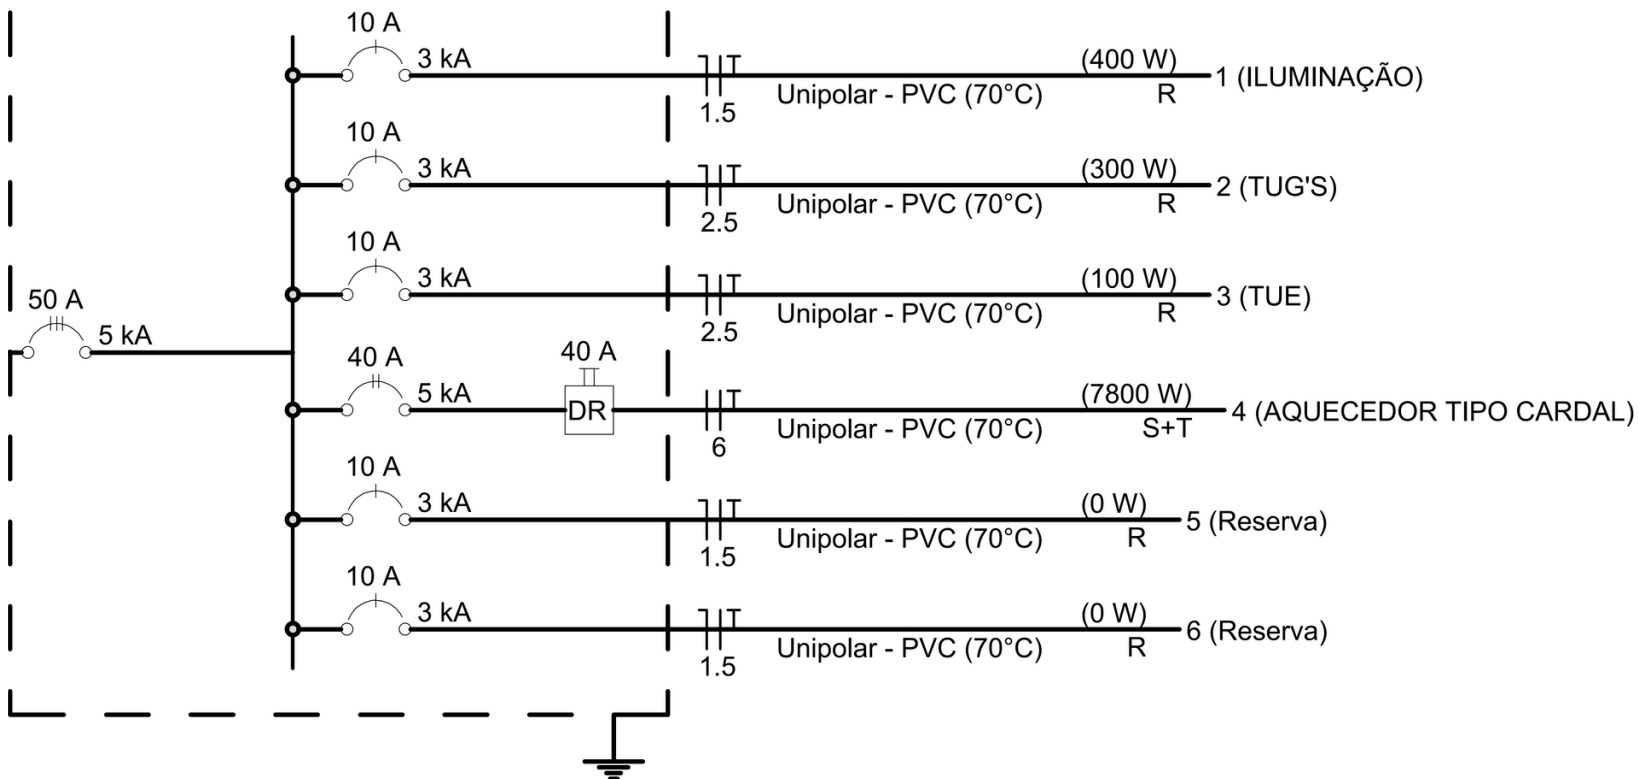 10 A
3 kA
(400 W)
1 (ILUMINAÇÃO)
T
1.5
Unipolar - PVC (70°C)
R
10 A
3 kA
(300 W)
2 (TUG'S)
T
2.5
Unipolar - PVC (70°C)
R
10 A
3 kA
(100 W)
3 (TUE)
T
2.5
Unipolar - PVC (70°C)
R
50 A
5 kA
40 A
5 kA
40 A
DR
(7800 W)
4 (AQUECEDOR TIPO CARDAL)
T
6
Unipolar - PVC (70°C)
S+T
10 A
3 kA
(0 W)
5 (Reserva)
T
1.5
Unipolar - PVC (70°C)
R
10 A
3 kA
(0 W)
6 (Reserva)
T
1.5
Unipolar - PVC (70°C)
R